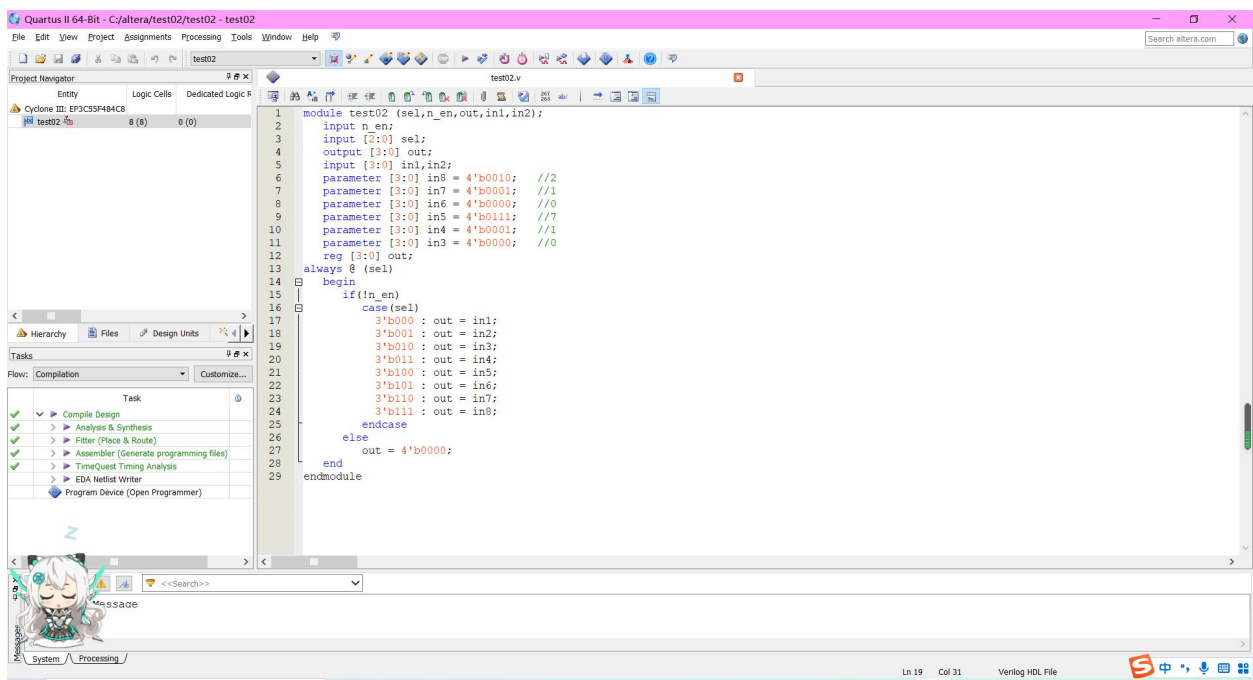 Quartus II 64-Bit - C:/altera/test02/test02 - test02
File Edit View Project Assignments Processing Tools Window Help
Search altera.com
test02
Project Navigator
test02.v
Entity Logic Cells Dedicated Logic R
Cyclone III: EP3C55F484C8
test02 8 (8) 0 (0)
1 module test02 (sel,n_en,out,in1,in2);
2 input n_en;
3 input [2:0] sel;
4 output [3:0] out;
5 input [3:0] in1,in2;
6 parameter [3:0] in8 = 4'b0010; //2
7 parameter [3:0] in7 = 4'b0001; //1
8 parameter [3:0] in6 = 4'b0000; //0
9 parameter [3:0] in5 = 4'b0111; //7
10 parameter [3:0] in4 = 4'b0001; //1
11 parameter [3:0] in3 = 4'b0000; //0
12 reg [3:0] out;
13 always @ (sel)
14 begin
15 if(!n_en)
16 case(sel)
17 3'b000 : out = in1;
18 3'b001 : out = in2;
19 3'b010 : out = in3;
20 3'b011 : out = in4;
21 3'b100 : out = in5;
22 3'b101 : out = in6;
23 3'b110 : out = in7;
24 3'b111 : out = in8;
25 endcase
26 else
27 out = 4'b0000;
28 end
29 endmodule
Hierarchy Files Design Units
Tasks
Flow: Compilation Customize...
Task
Compile Design
Analysis & Synthesis
Fitter (Place & Route)
Assembler (Generate programming files)
TimeQuest Timing Analysis
EDA Netlist Writer
Program Device (Open Programmer)
Z
<<Search>>
Message
Messages
System Processing
Ln 19 Col 31 Verilog HDL File
中